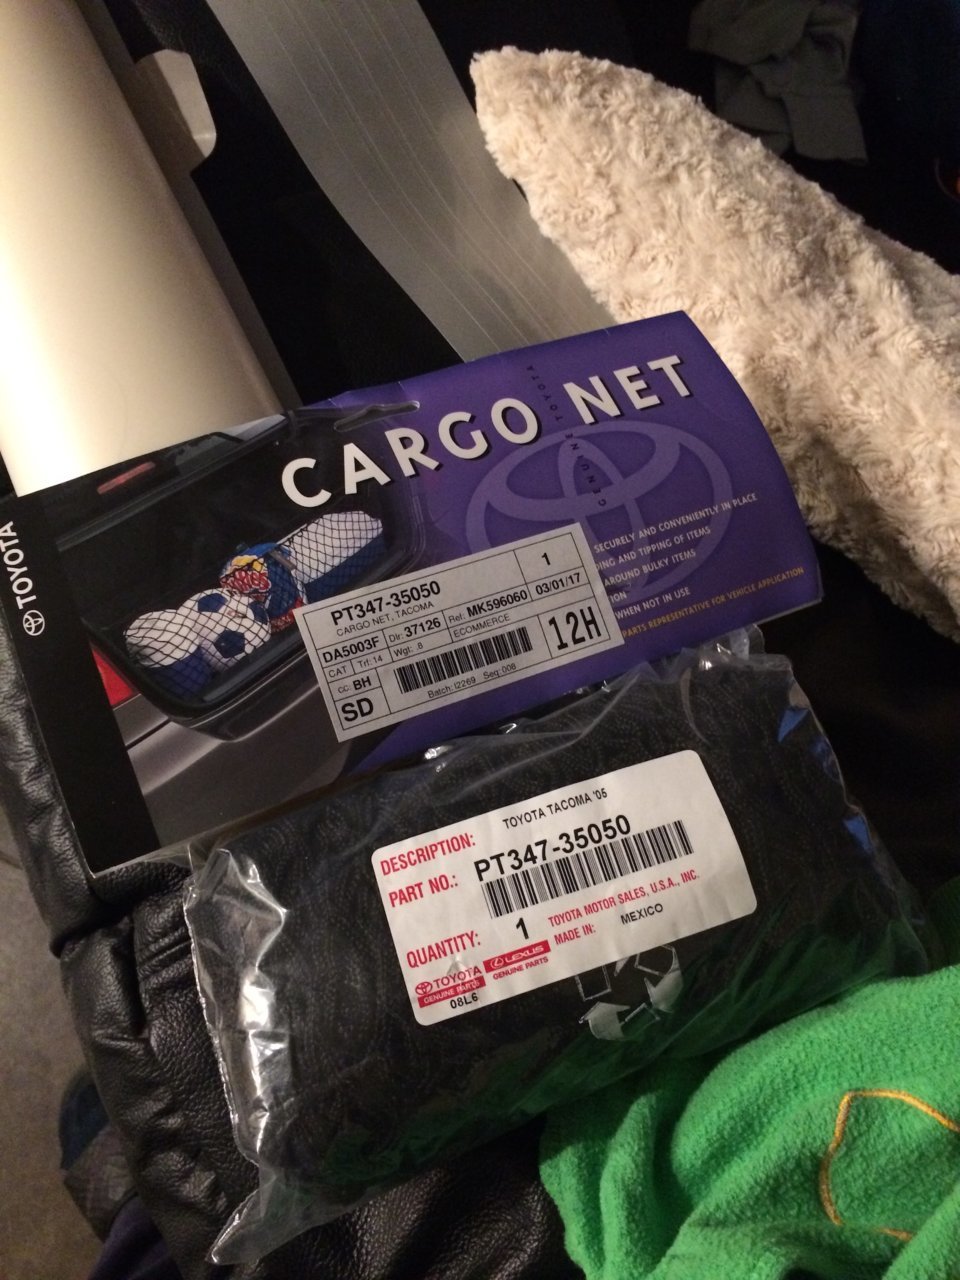 CARGO NET
TOYOTA
GENUINE TOYOTA
SECURELY AND CONVENIENTLY IN PLACE
DING AND TIPPING OF ITEMS
AROUND BULKY ITEMS
ION
WHEN NOT IN USE
PARTS REPRESENTATIVE FOR VEHICLE APPLICATION
PT347-35050 1
CARGO NET, TACOMA
DA5003F Dlr: 37126 Ref: MK596060 03/01/17
CAT Trf: 14 Wgt: .8 ECOMMERCE
cc: BH 12H
SD Batch: I2269 Seq: 006
DESCRIPTION: TOYOTA TACOMA '05
PART NO.: PT347-35050
QUANTITY: 1 TOYOTA MOTOR SALES, U.S.A., INC.
MADE IN: MEXICO
TOYOTA GENUINE PARTS
LEXUS GENUINE PARTS
08L6